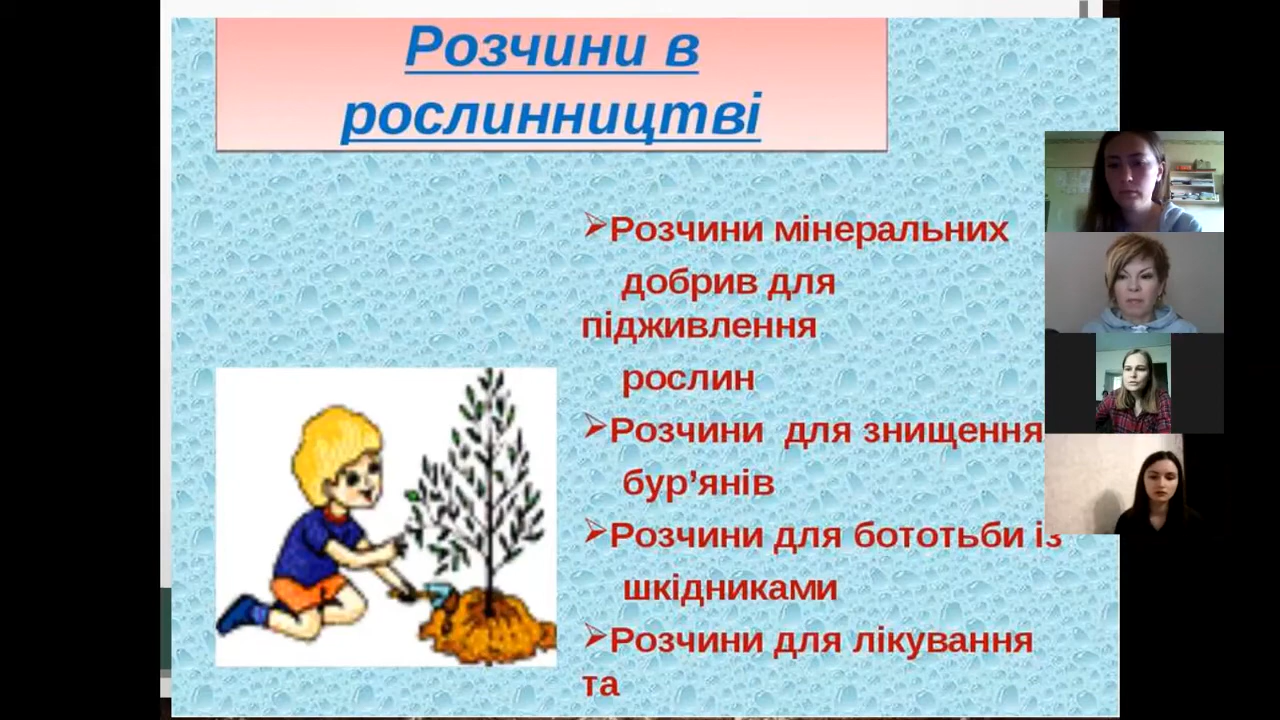 Розчини в
рослинництві
Розчини мінеральних
добрив для
підживлення
рослин
Розчини для знищення
бур’янів
Розчини для бототьби із
шкідниками
Розчини для лікування
та